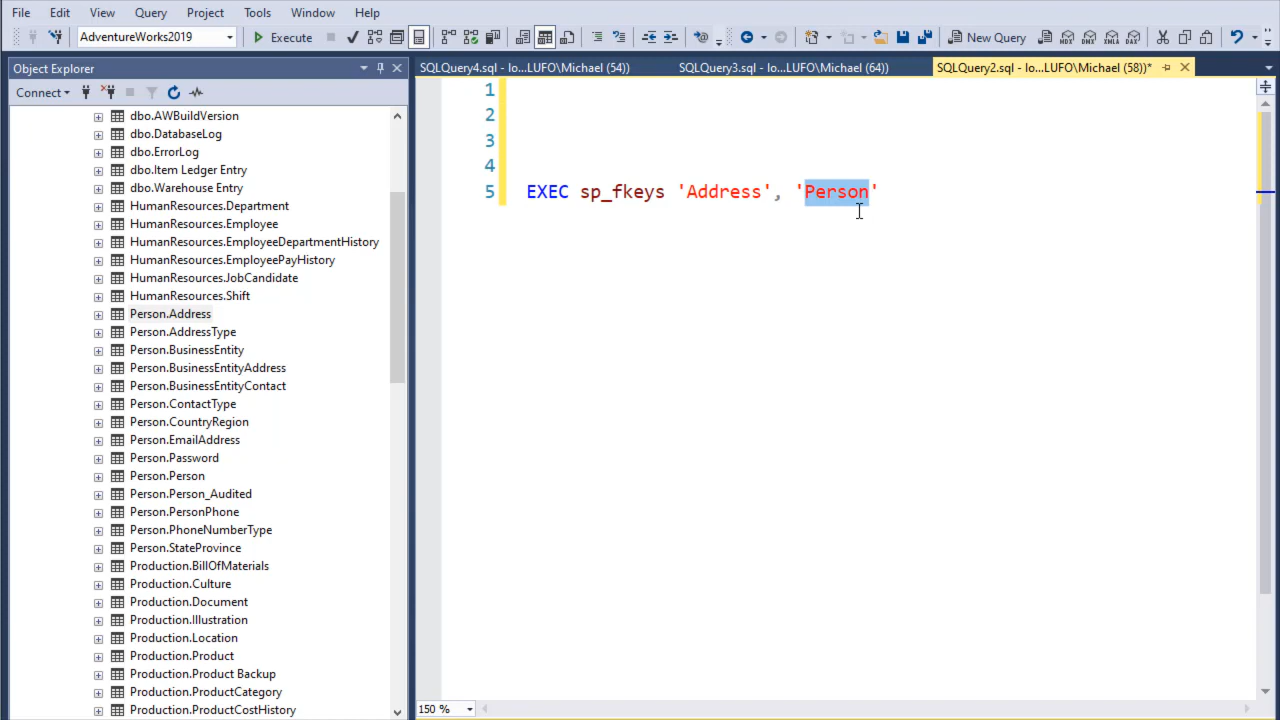 File Edit View Query Project Tools Window Help
AdventureWorks2019 Execute New Query
Object Explorer
Connect
dbo.AWBuildVersion
dbo.DatabaseLog
dbo.ErrorLog
dbo.Item Ledger Entry
dbo.Warehouse Entry
HumanResources.Department
HumanResources.Employee
HumanResources.EmployeeDepartmentHistory
HumanResources.EmployeePayHistory
HumanResources.JobCandidate
HumanResources.Shift
Person.Address
Person.AddressType
Person.BusinessEntity
Person.BusinessEntityAddress
Person.BusinessEntityContact
Person.ContactType
Person.CountryRegion
Person.EmailAddress
Person.Password
Person.Person
Person.Person_Audited
Person.PersonPhone
Person.PhoneNumberType
Person.StateProvince
Production.BillOfMaterials
Production.Culture
Production.Document
Production.Illustration
Production.Location
Production.Product
Production.Product Backup
Production.ProductCategory
Production.ProductCostHistory
SQLQuery4.sql - lo...LUFO\Michael (54)) SQLQuery3.sql - lo...LUFO\Michael (64)) SQLQuery2.sql - lo...LUFO\Michael (58))*
1
2
3
4
5 EXEC sp_fkeys 'Address', 'Person'
150 %